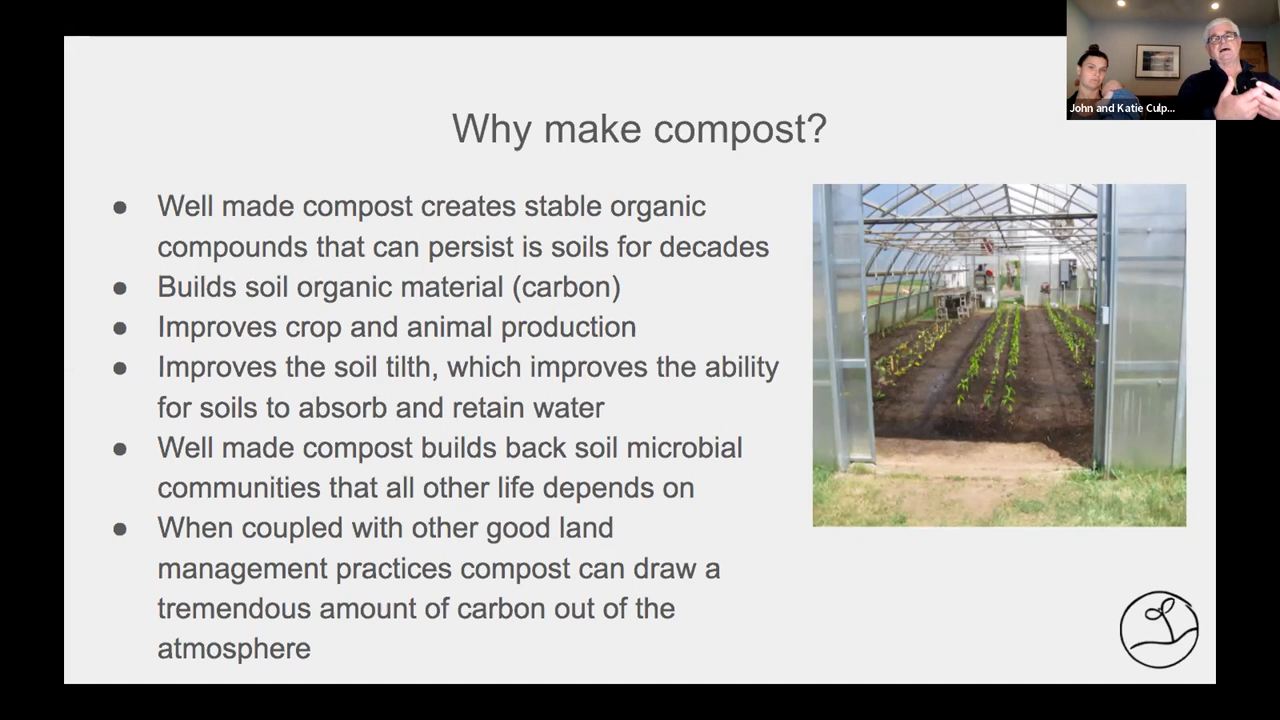 John and Katie Culp...
Why make compost?
● Well made compost creates stable organic
compounds that can persist is soils for decades
● Builds soil organic material (carbon)
● Improves crop and animal production
● Improves the soil tilth, which improves the ability
for soils to absorb and retain water
● Well made compost builds back soil microbial
communities that all other life depends on
● When coupled with other good land
management practices compost can draw a
tremendous amount of carbon out of the
atmosphere